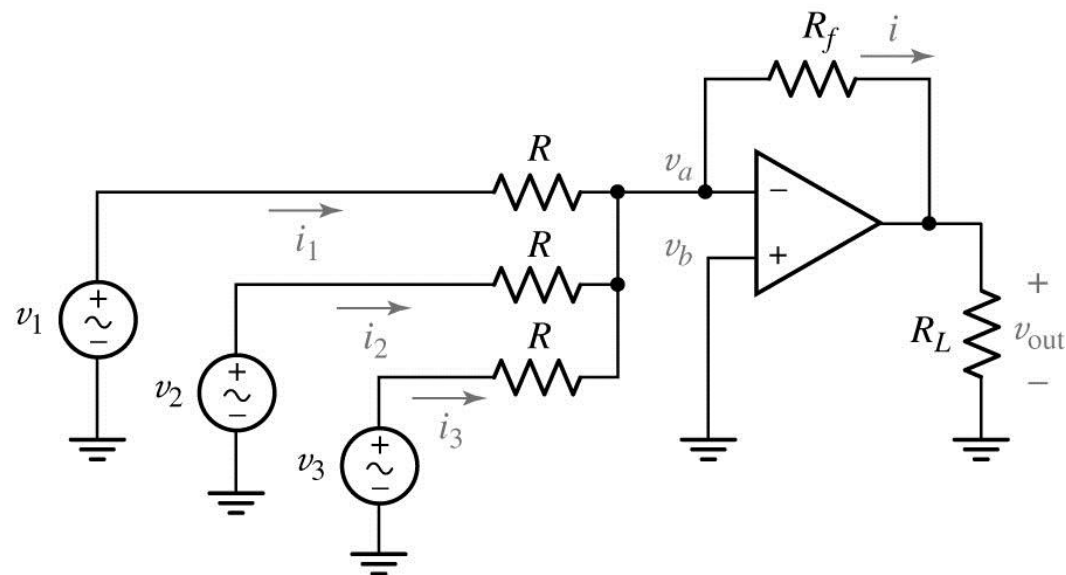 R_f
i
R
v_a
i_1
R
v_b
v_1
i_2
R
v_2
i_3
v_3
R_L
v_out
+
−
+
~
−
+
~
−
+
~
−
−
+